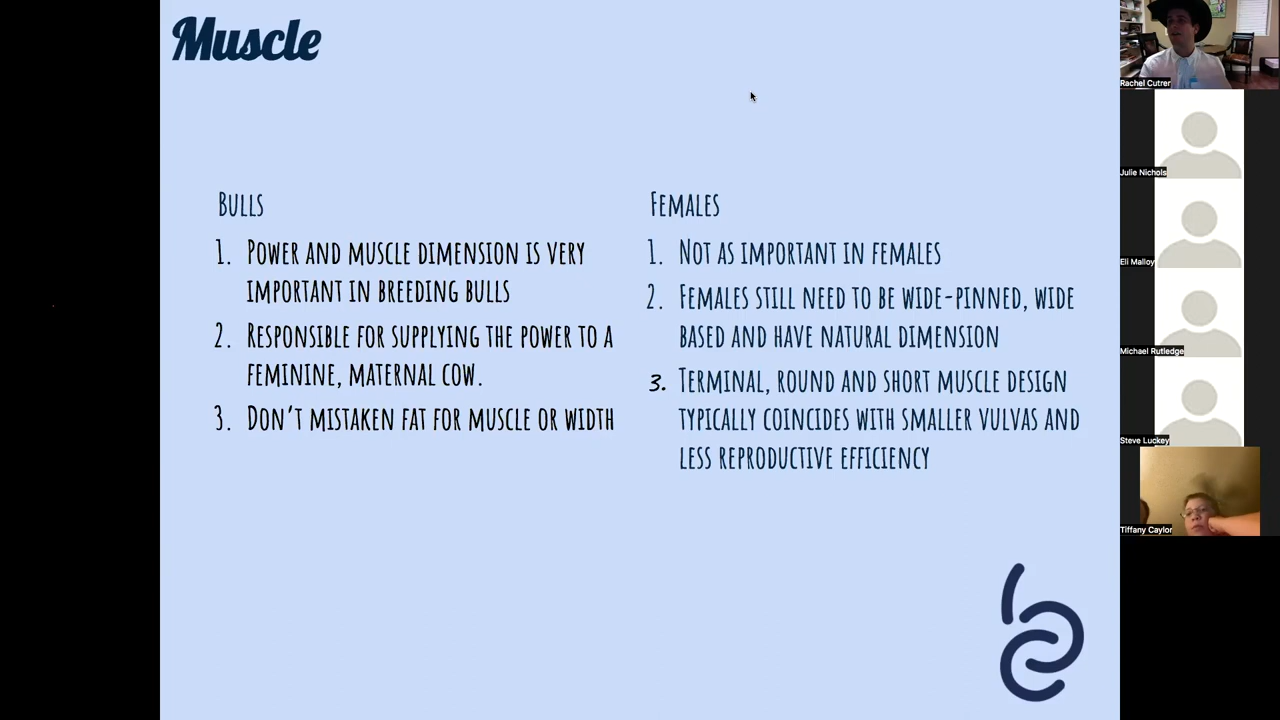 Muscle
Bulls
1. Power and muscle dimension is very
important in breeding bulls
2. Responsible for supplying the power to a
feminine, maternal cow.
3. Don't mistaken fat for muscle or width
Females
1. Not as important in females
2. Females still need to be wide-pinned, wide
based and have natural dimension
3. Terminal, round and short muscle design
typically coincides with smaller vulvas and
less reproductive efficiency
Rachel Cutrer
Julie Nichols
Eli Malloy
Michael Rutledge
Steve Luckey
Tiffany Caylor